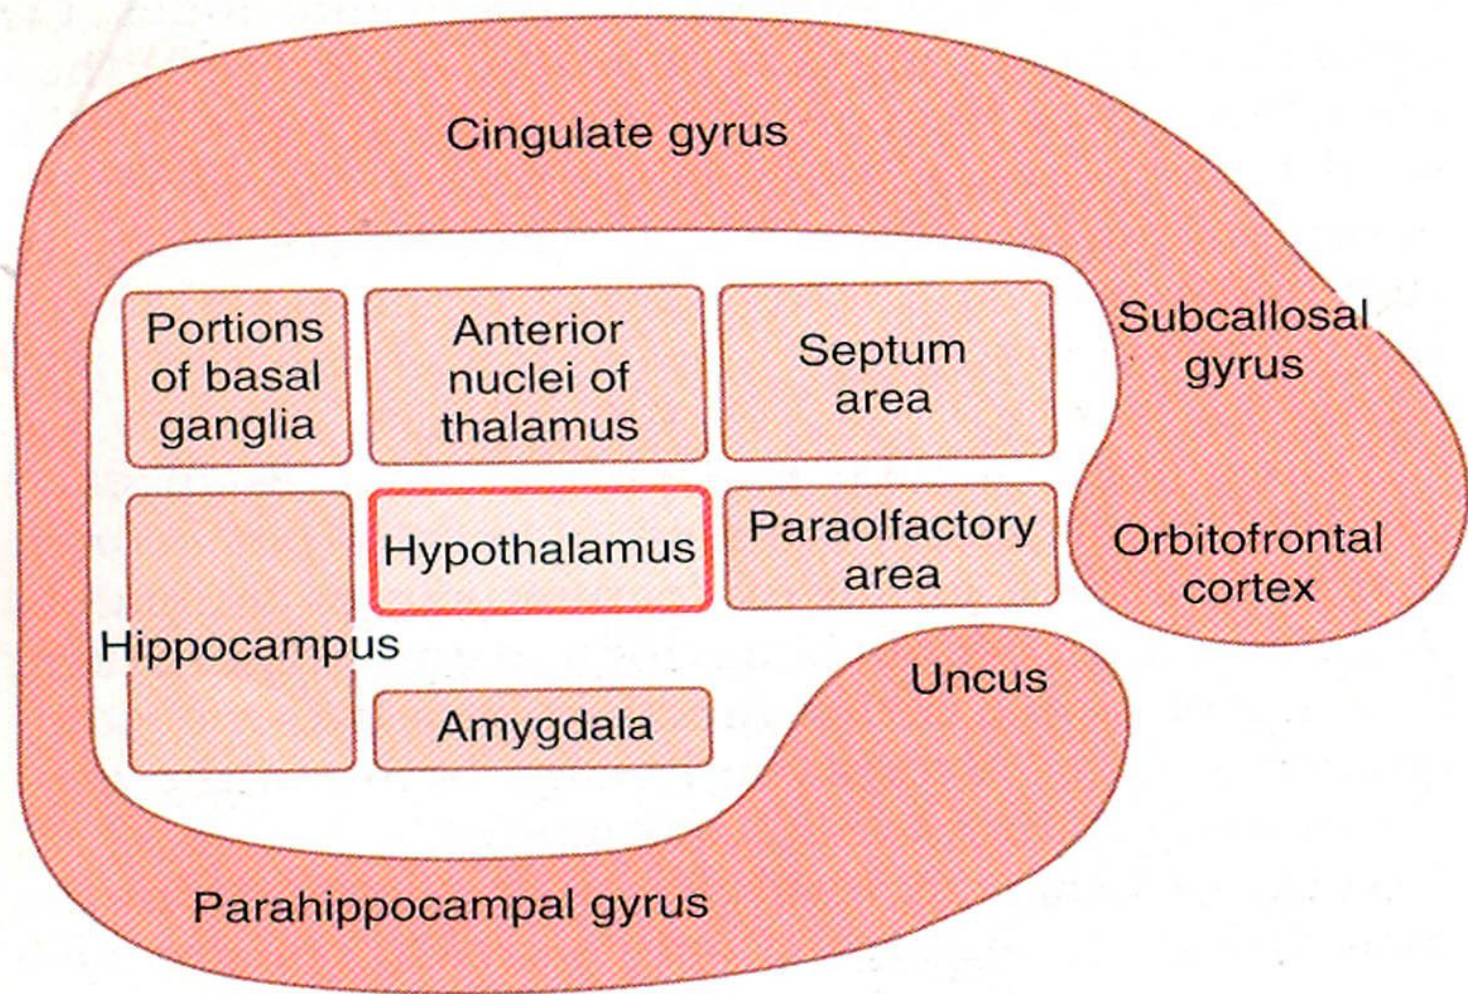 Cingulate gyrus
Portions
of basal
ganglia
Anterior
nuclei of
thalamus
Septum
area
Subcallosal
gyrus
Hypothalamus
Paraolfactory
area
Orbitofrontal
cortex
Hippocampus
Uncus
Amygdala
Parahippocampal gyrus